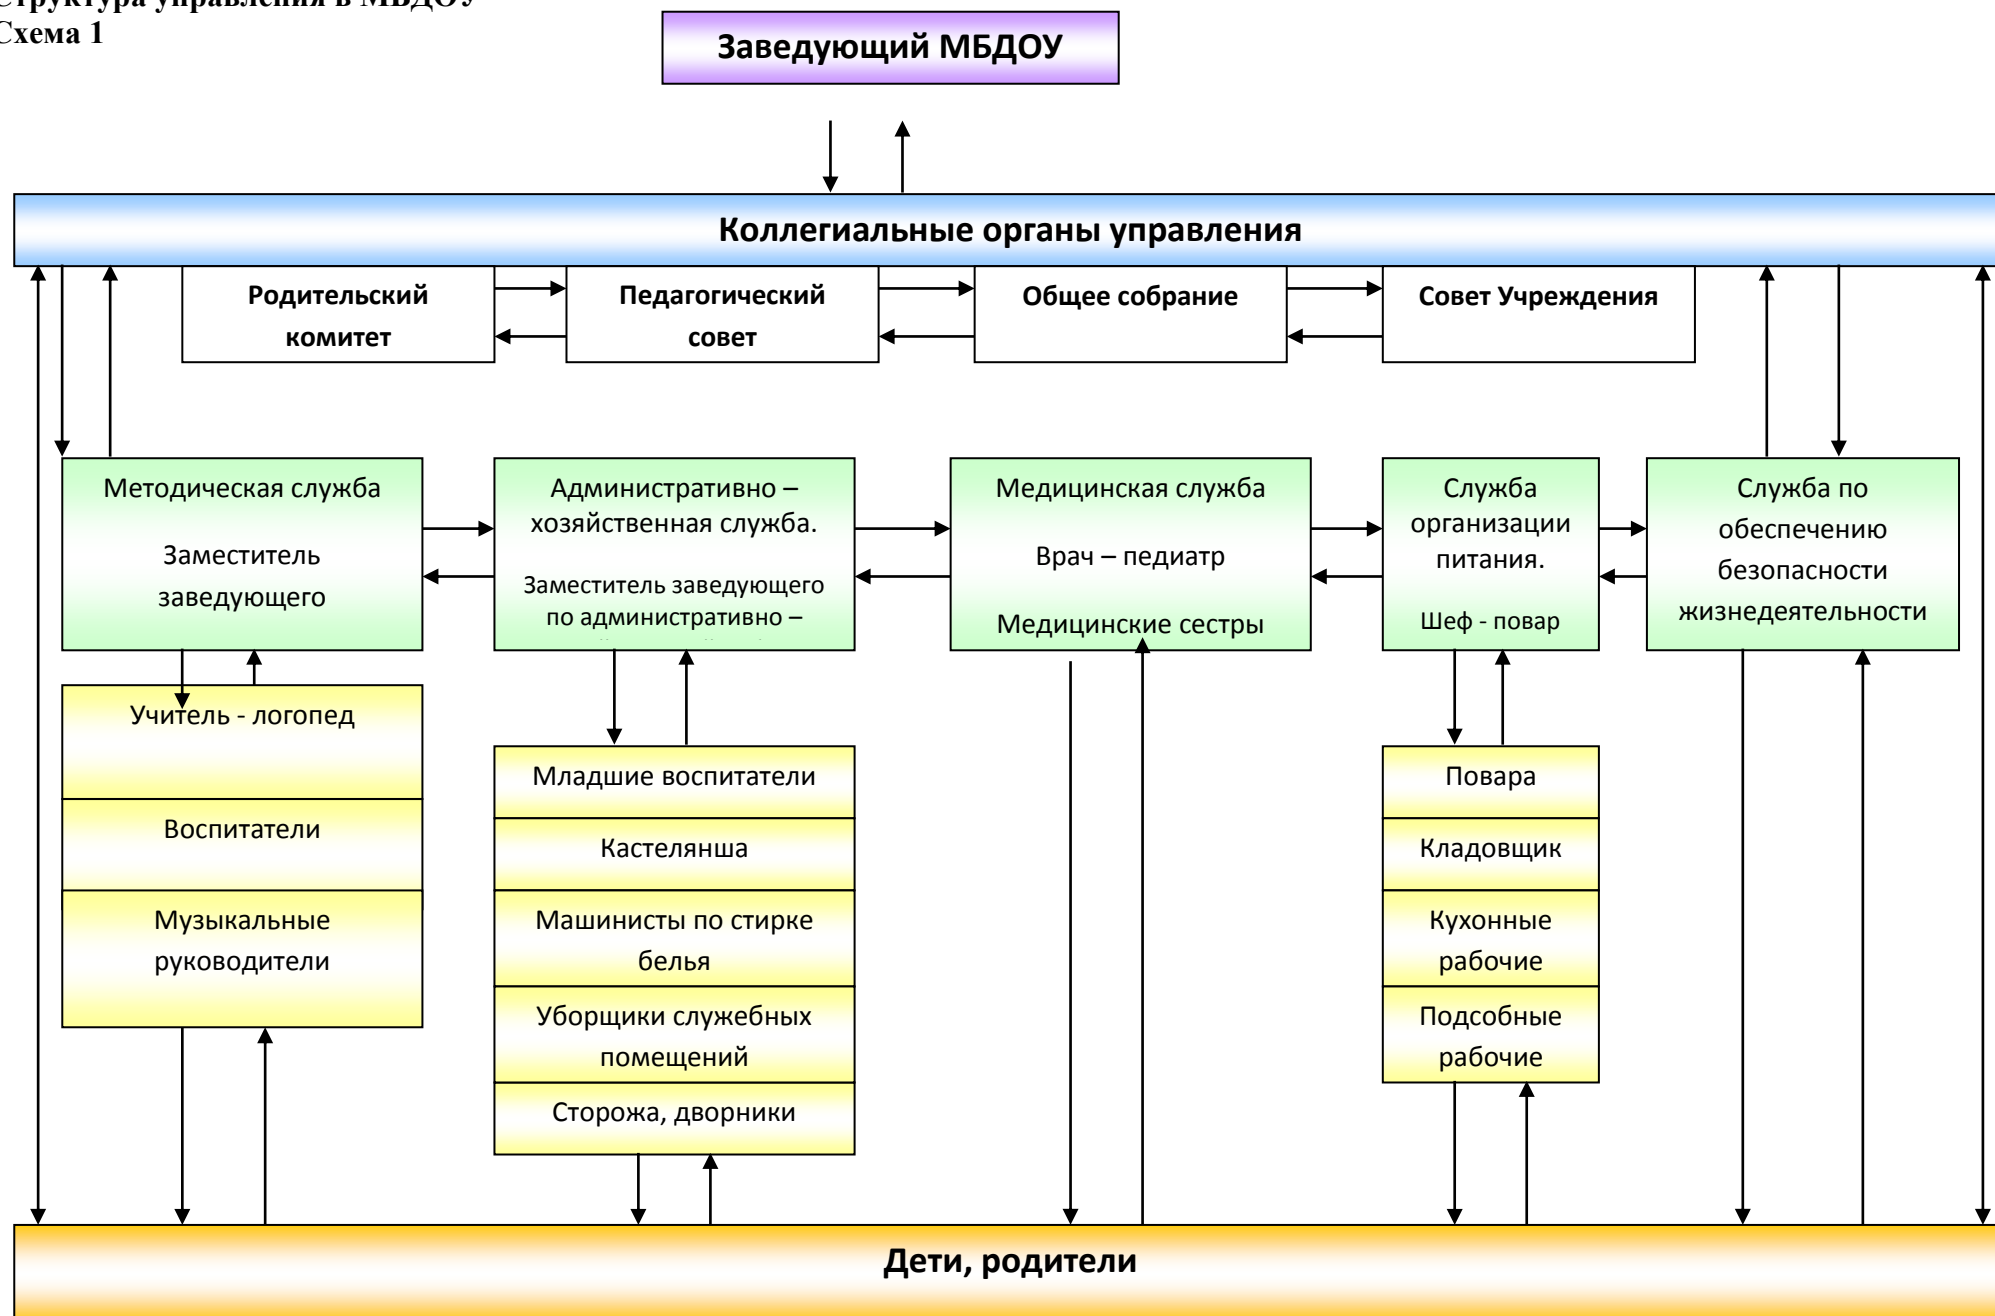 Структура управления в МБДОУ
Схема 1
Заведующий МБДОУ
Коллегиальные органы управления
Родительский
комитет
Педагогический
совет
Общее собрание
Совет Учреждения
Методическая служба
Заместитель
заведующего
Административно –
хозяйственная служба.
Заместитель заведующего
по административно –
Медицинская служба
Врач – педиатр
Медицинские сестры
Служба
организации
питания.
Шеф - повар
Служба по
обеспечению
безопасности
жизнедеятельности
Учитель - логопед
Воспитатели
Музыкальные
руководители
Младшие воспитатели
Кастелянша
Машинисты по стирке
белья
Уборщики служебных
помещений
Сторожа, дворники
Повара
Кладовщик
Кухонные
рабочие
Подсобные
рабочие
Дети, родители